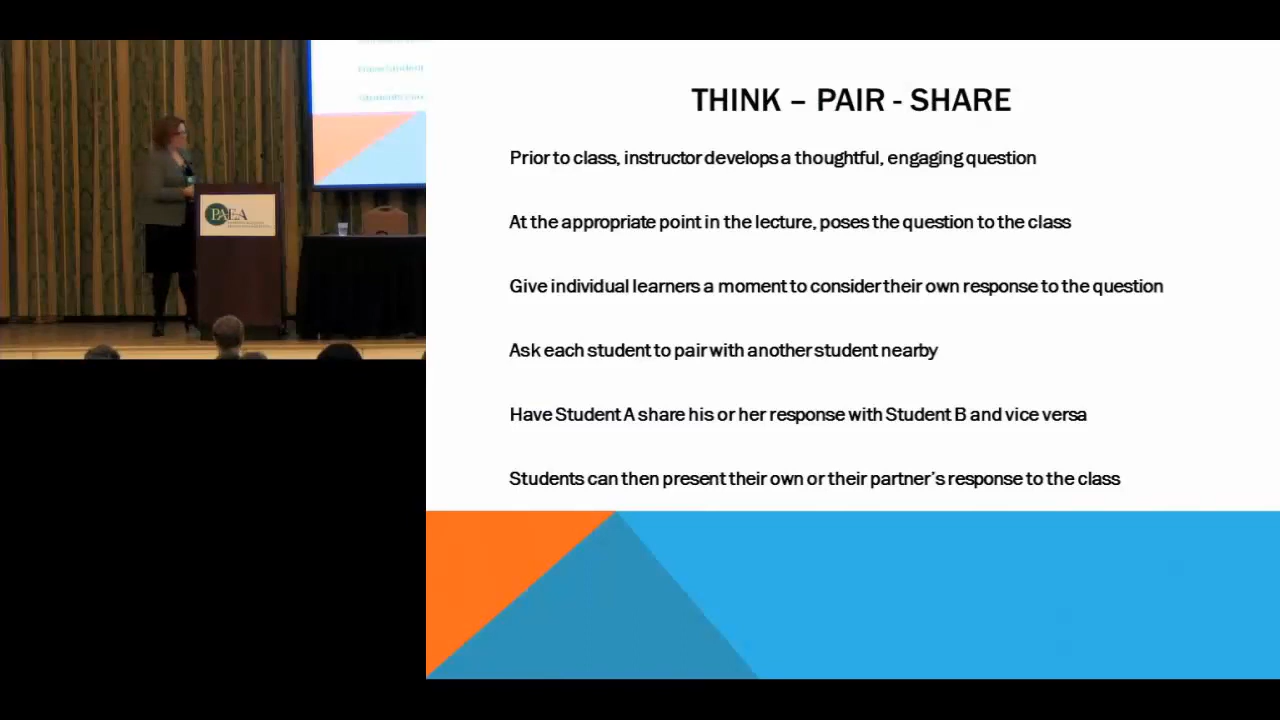 THINK – PAIR - SHARE
Prior to class, instructor develops a thoughtful, engaging question
At the appropriate point in the lecture, poses the question to the class
Give individual learners a moment to consider their own response to the question
Ask each student to pair with another student nearby
Have Student A share his or her response with Student B and vice versa
Students can then present their own or their partner's response to the class
Have Student
PAEA